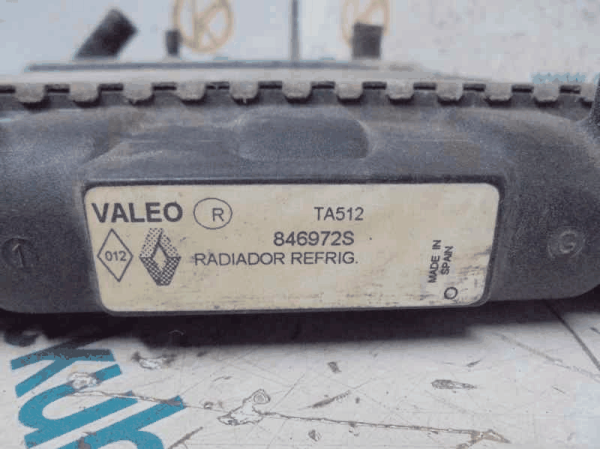 VALEO R TA512
846972S
012 RADIADOR REFRIG.
MADE IN
SPAIN
G